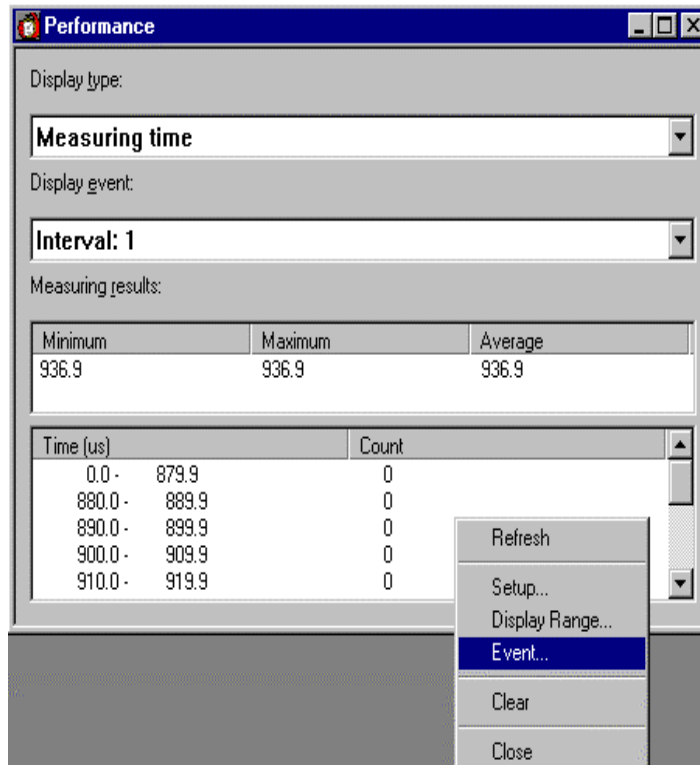 Performance
Display type:
Measuring time
Display event:
Interval: 1
Measuring results:
Minimum Maximum Average
936.9 936.9 936.9
Time (us) Count
0.0 - 879.9 0
880.0 - 889.9 0
890.0 - 899.9 0
900.0 - 909.9 0
910.0 - 919.9 0
Refresh
Setup...
Display Range...
Event...
Clear
Close